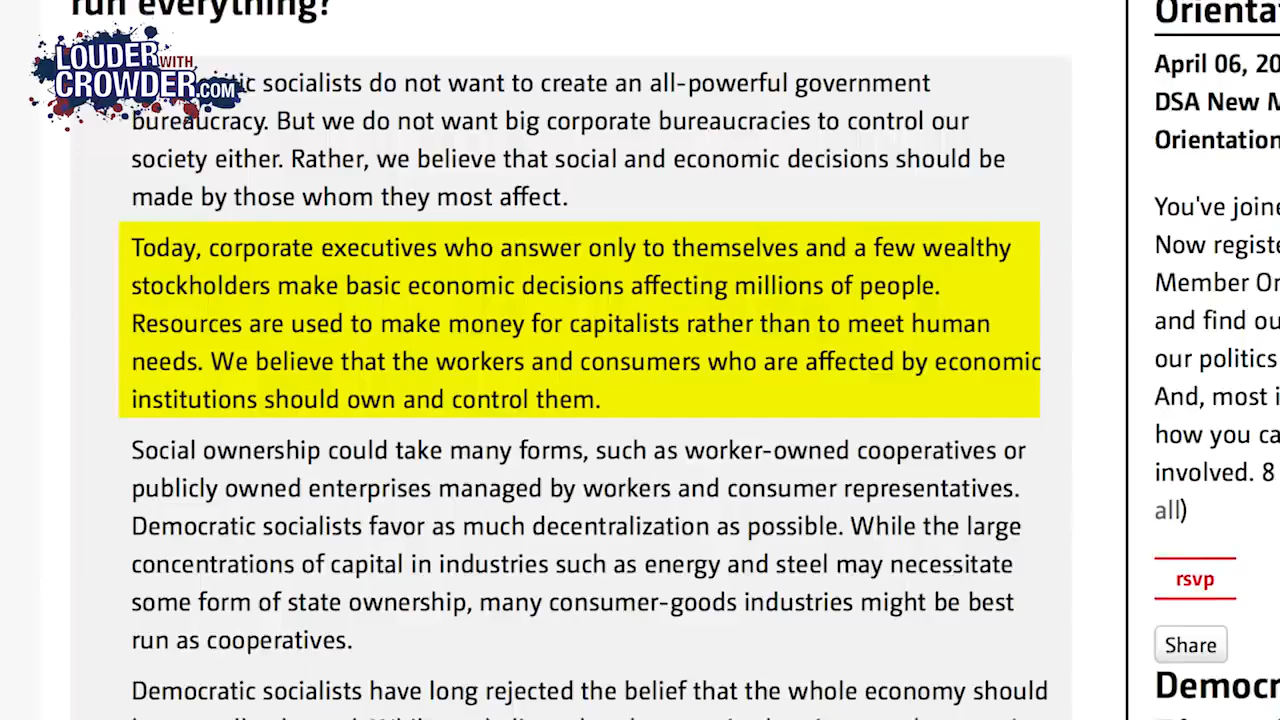 run everything?
LOUDER WITH
CROWDER.COM
socialists do not want to create an all-powerful government
bureaucracy. But we do not want big corporate bureaucracies to control our
society either. Rather, we believe that social and economic decisions should be
made by those whom they most affect.
Today, corporate executives who answer only to themselves and a few wealthy
stockholders make basic economic decisions affecting millions of people.
Resources are used to make money for capitalists rather than to meet human
needs. We believe that the workers and consumers who are affected by economic
institutions should own and control them.
Social ownership could take many forms, such as worker-owned cooperatives or
publicly owned enterprises managed by workers and consumer representatives.
Democratic socialists favor as much decentralization as possible. While the large
concentrations of capital in industries such as energy and steel may necessitate
some form of state ownership, many consumer-goods industries might be best
run as cooperatives.
Democratic socialists have long rejected the belief that the whole economy should
April 06, 20
DSA New
Orientation
You've
Now
Member
and find
our politics
And, most
how you
involved. 8
all)
rsvp
Share